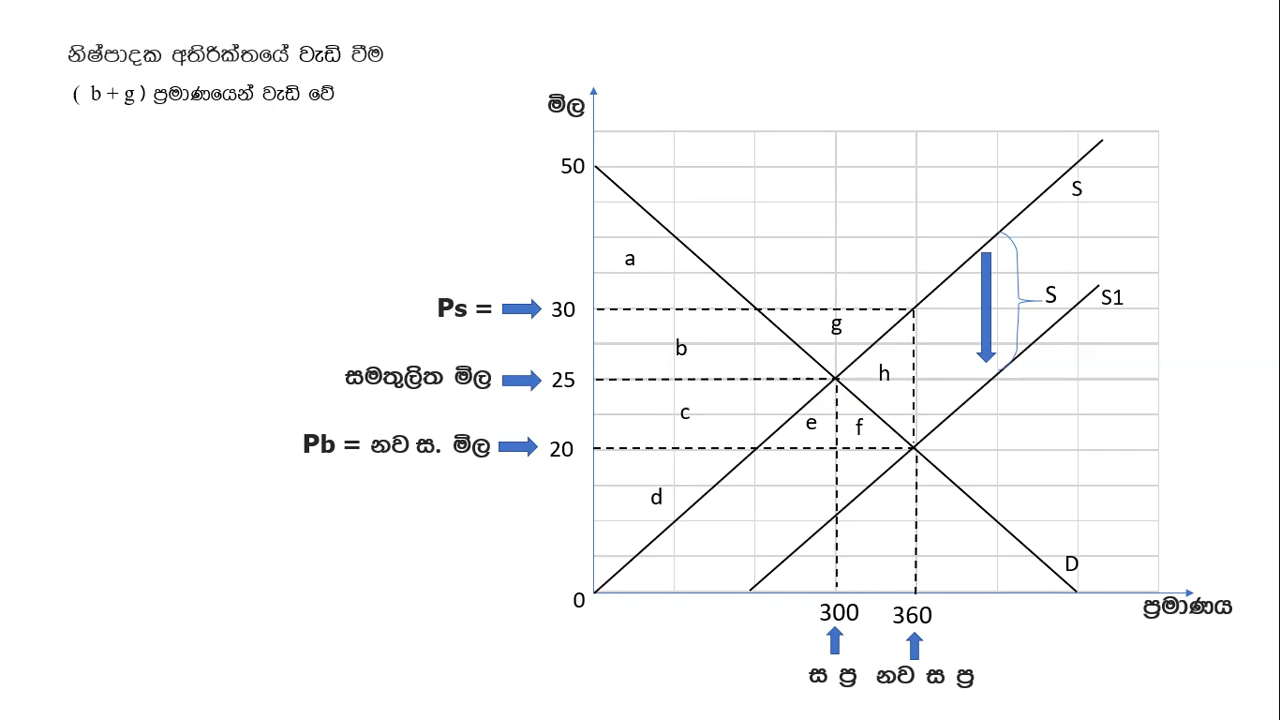 නිෂ්පාදක අතිරික්තයේ වැඩි වීම
( b + g ) ප්‍රමාණයෙන් වැඩි වේ
මිල
50
S
a
Ps = 30
S
S1
g
b
h
සමතුලිත මිල 25
c
e
f
Pb = නව ස. මිල 20
d
D
0
ප්‍රමාණය
300 360
ස ප්‍ර නව ස ප්‍ර